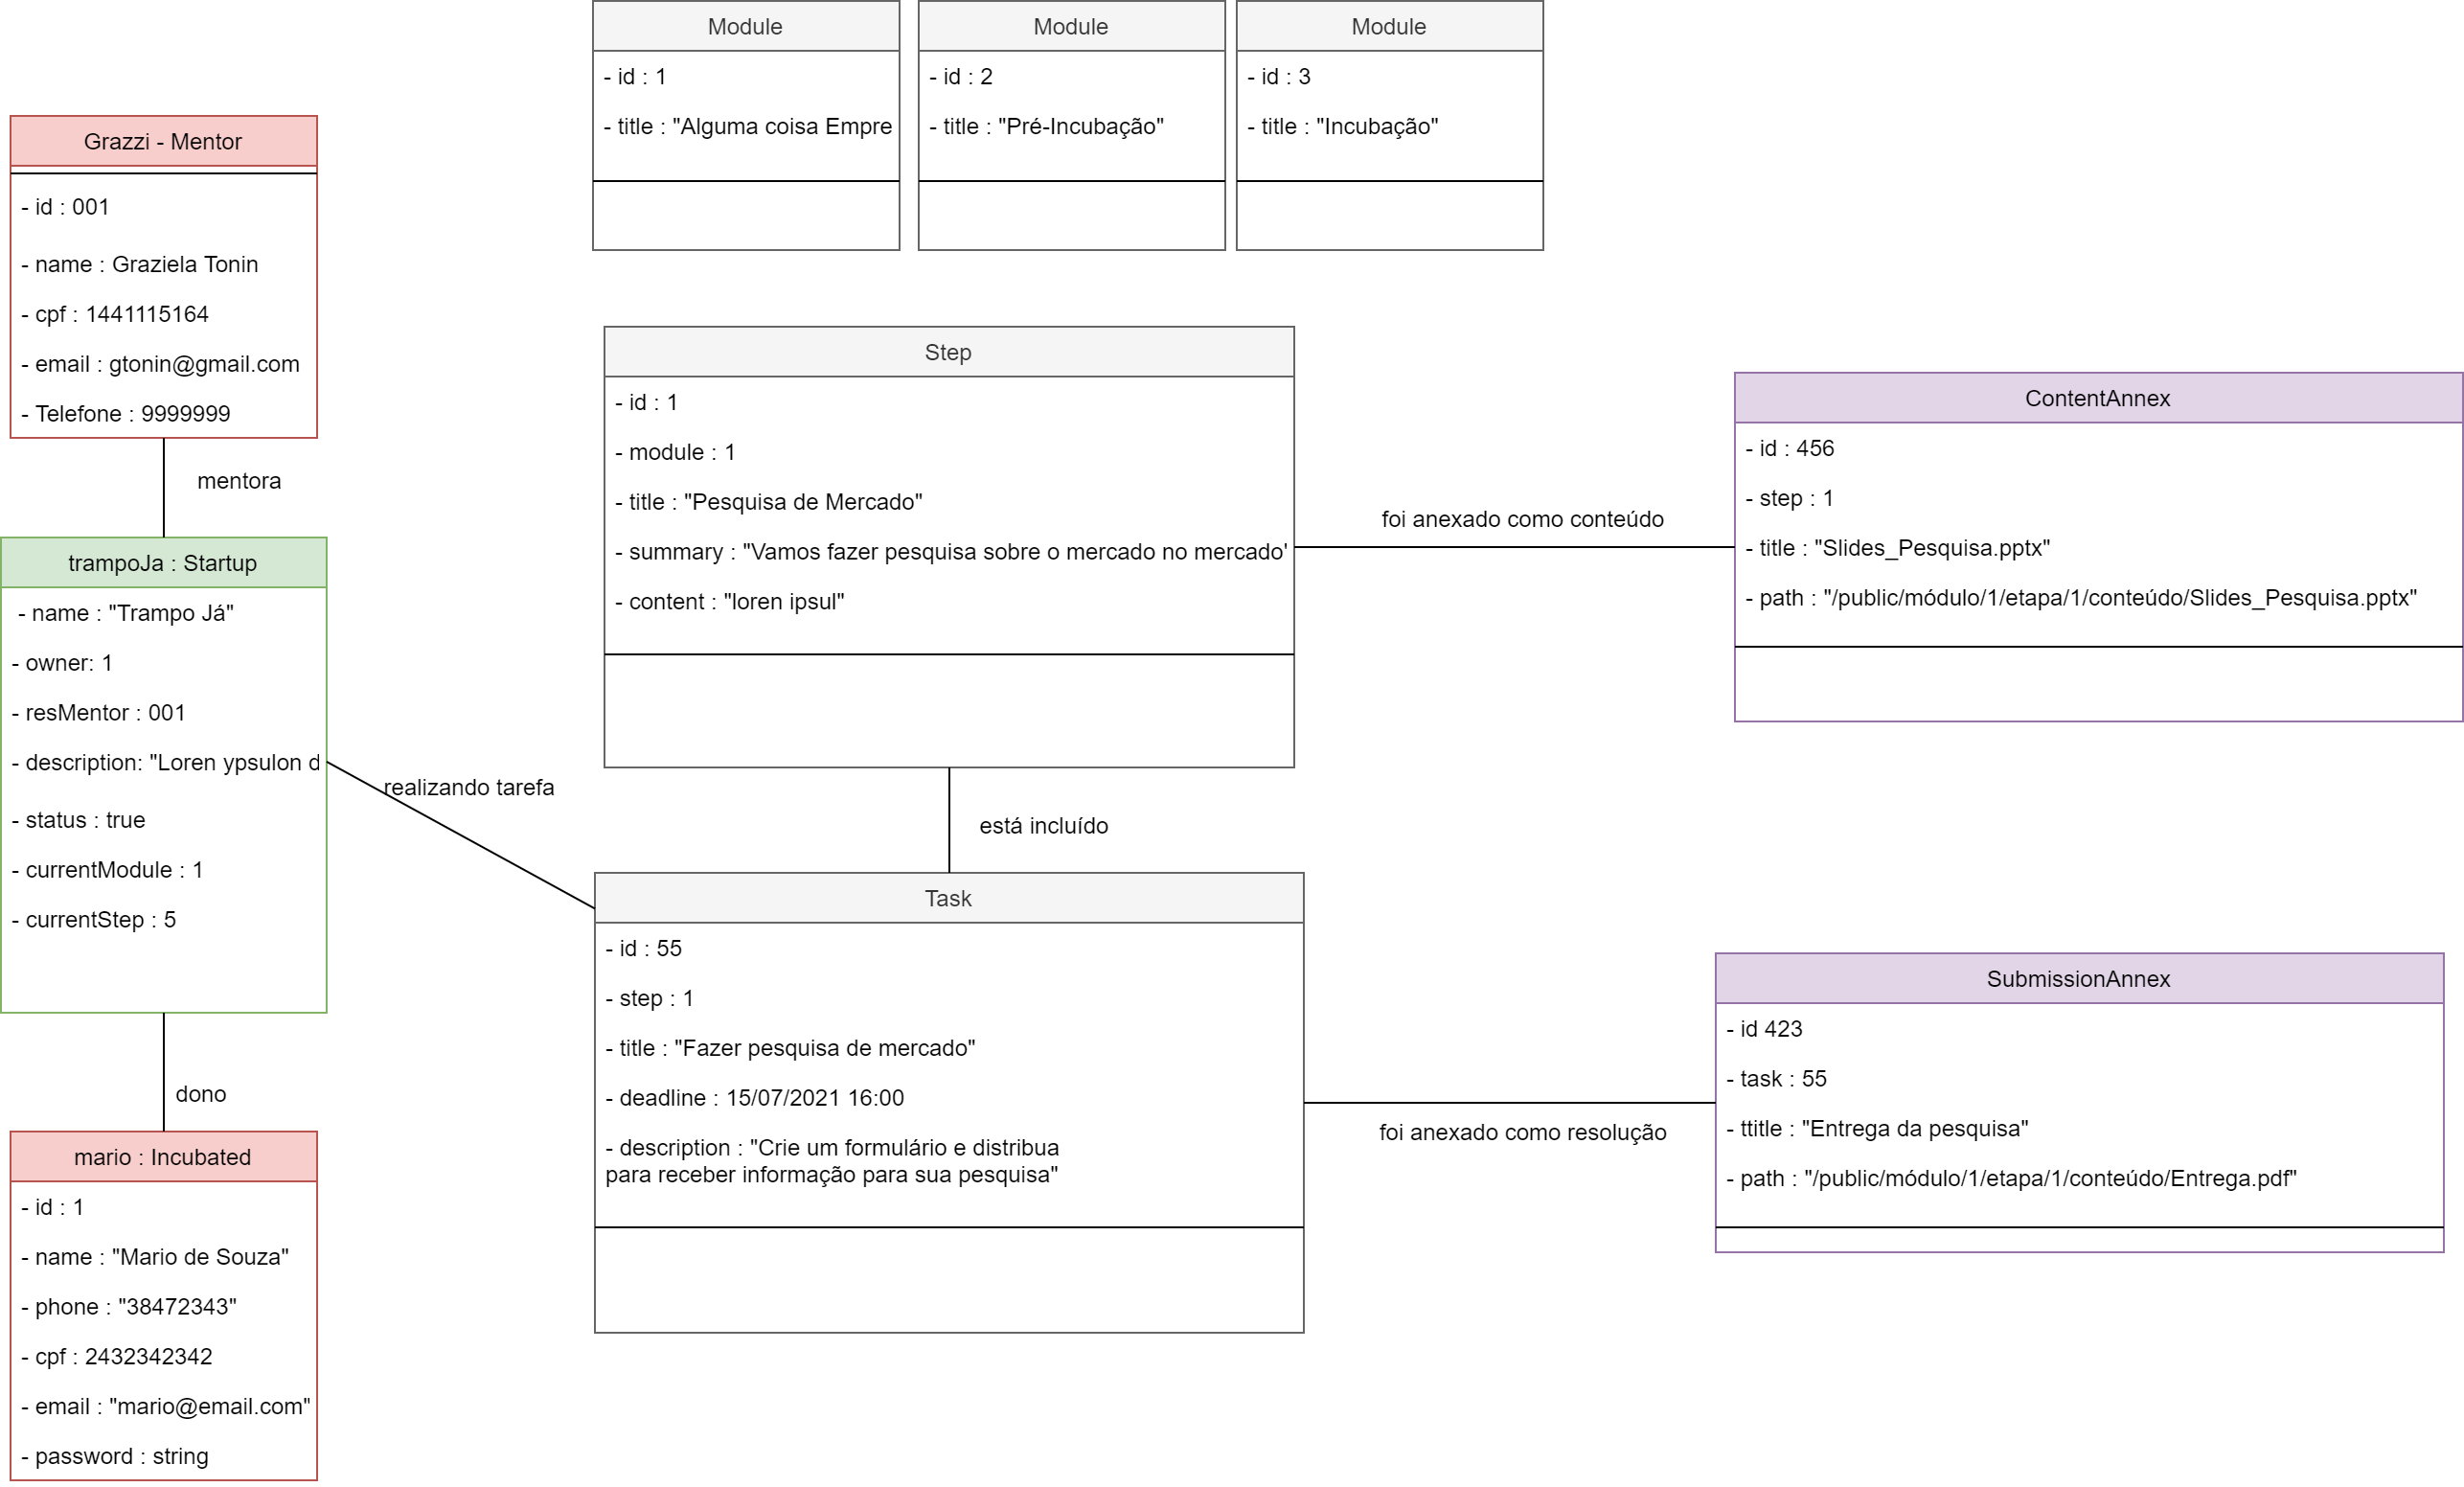 Module
- id : 1
- title : "Alguma coisa Empre
Module
- id : 2
- title : "Pré-Incubação"
Module
- id : 3
- title : "Incubação"
Grazzi - Mentor
- id : 001
- name : Graziela Tonin
- cpf : 1441115164
- email : gtonin@gmail.com
- Telefone : 9999999
mentora
trampoJa : Startup
- name : "Trampo Já"
- owner: 1
- resMentor : 001
- description: "Loren ypsulon d
- status : true
- currentModule : 1
- currentStep : 5
realizando tarefa
dono
mario : Incubated
- id : 1
- name : "Mario de Souza"
- phone : "38472343"
- cpf : 2432342342
- email : "mario@email.com"
- password : string
Step
- id : 1
- module : 1
- title : "Pesquisa de Mercado"
- summary : "Vamos fazer pesquisa sobre o mercado no mercado'
- content : "loren ipsul"
foi anexado como conteúdo
ContentAnnex
- id : 456
- step : 1
- title : "Slides_Pesquisa.pptx"
- path : "/public/módulo/1/etapa/1/conteúdo/Slides_Pesquisa.pptx"
está incluído
Task
- id : 55
- step : 1
- title : "Fazer pesquisa de mercado"
- deadline : 15/07/2021 16:00
- description : "Crie um formulário e distribua
para receber informação para sua pesquisa"
foi anexado como resolução
SubmissionAnnex
- id 423
- task : 55
- ttitle : "Entrega da pesquisa"
- path : "/public/módulo/1/etapa/1/conteúdo/Entrega.pdf"